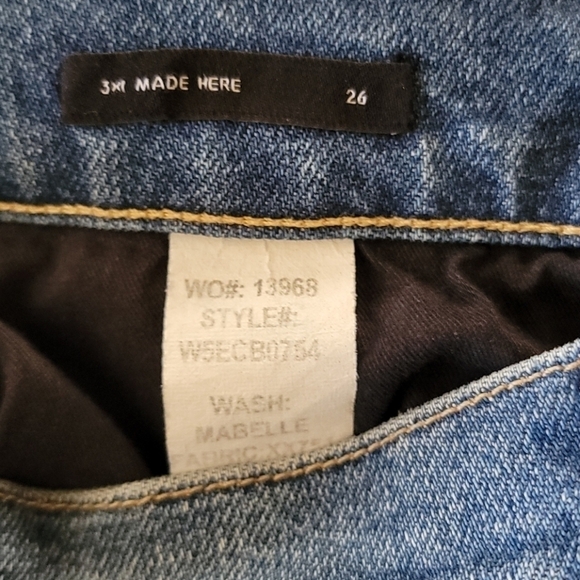 3x1 MADE HERE 26
WO#: 13968
STYLE#:
W5ECB0754
WASH:
MABELLE